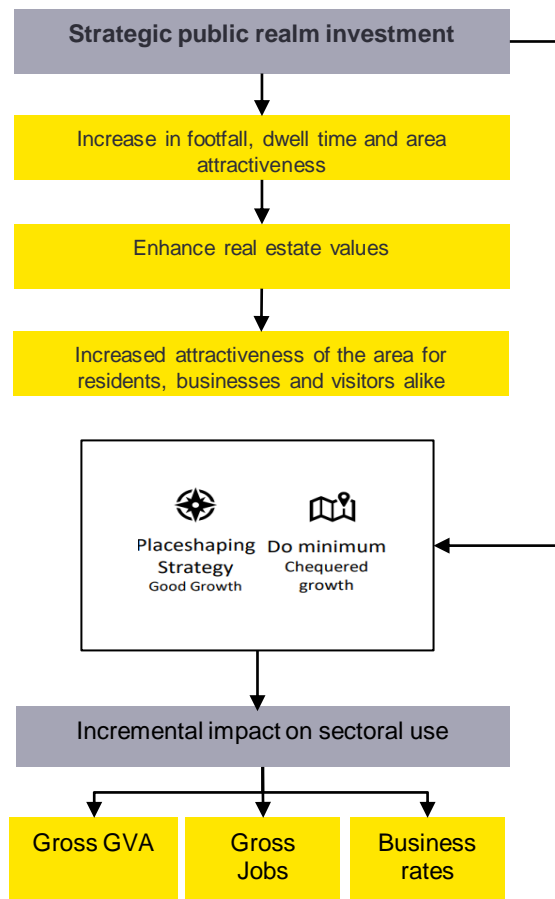 Strategic public realm investment
Increase in footfall, dwell time and area
attractiveness
Enhance real estate values
Increased attractiveness of the area for
residents, businesses and visitors alike
Placeshaping
Strategy
Good Growth
Do minimum
Chequered
growth
Incremental impact on sectoral use
Gross GVA
Gross
Jobs
Business
rates